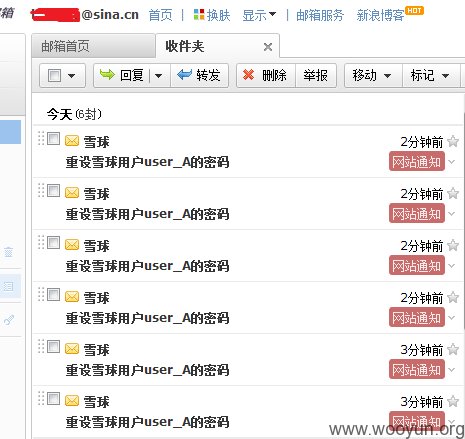 邮箱
@sina.cn 首页 | 换肤 显示 | 邮箱服务 新浪博客 HOT
邮箱首页 收件夹
回复 转发 删除 举报 移动 标记
今天 (6封)
雪球 2分钟前
重设雪球用户user_A的密码 网站通知
雪球 2分钟前
重设雪球用户user_A的密码 网站通知
雪球 2分钟前
重设雪球用户user_A的密码 网站通知
雪球 2分钟前
重设雪球用户user_A的密码 网站通知
雪球 3分钟前
重设雪球用户user_A的密码 网站通知
雪球 3分钟前
重设雪球用户user_A的密码 网站通知
www.wooyun.org